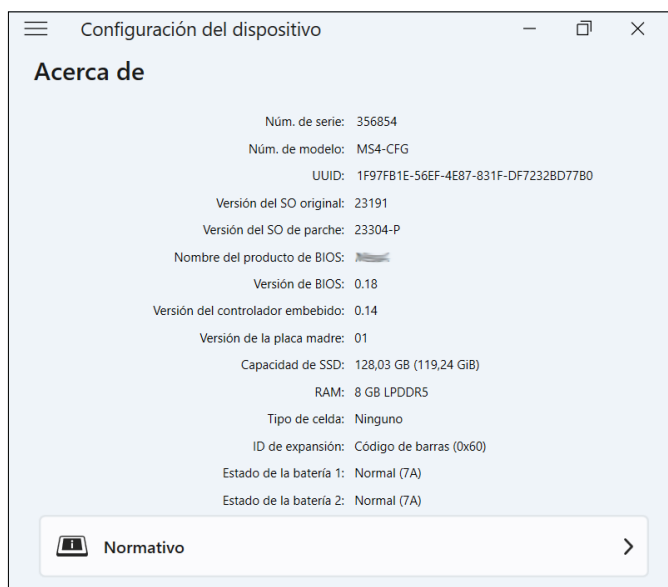 Configuración del dispositivo
Acerca de
Núm. de serie: 356854
Núm. de modelo: MS4-CFG
UUID: 1F97FB1E-56EF-4E87-831F-DF7232BD77B0
Versión del SO original: 23191
Versión del SO de parche: 23304-P
Nombre del producto de BIOS:
Versión de BIOS: 0.18
Versión del controlador embebido: 0.14
Versión de la placa madre: 01
Capacidad de SSD: 128,03 GB (119,24 GiB)
RAM: 8 GB LPDDR5
Tipo de celda: Ninguno
ID de expansión: Código de barras (0x60)
Estado de la batería 1: Normal (7A)
Estado de la batería 2: Normal (7A)
Normativo